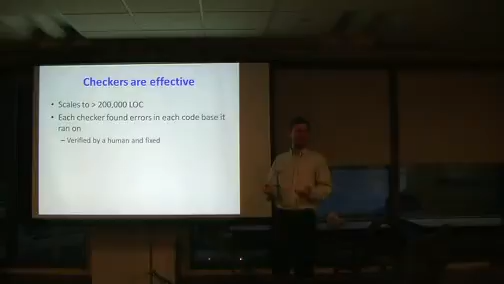 Checkers are effective
• Scales to > 200,000 LOC
• Each checker found errors in each code base it
ran on
– Verified by a human and fixed